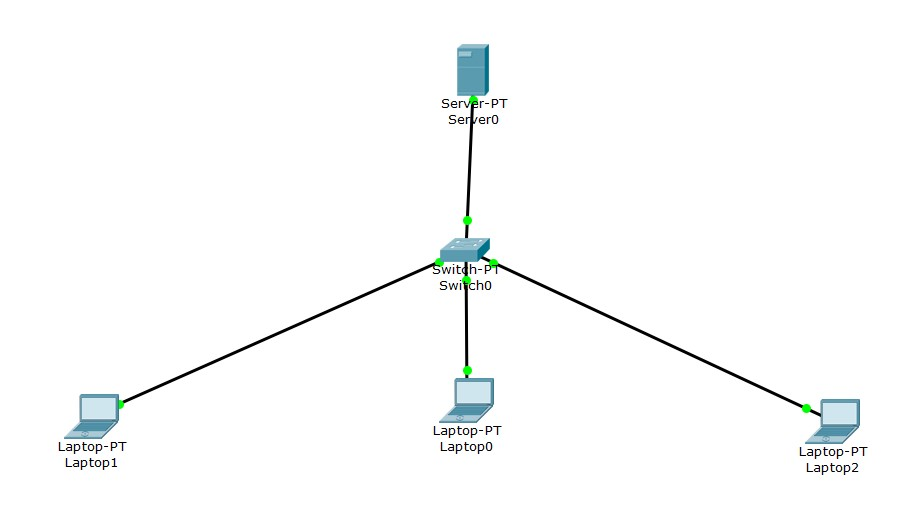 Server-PT
Server0
Switch-PT
Switch0
Laptop-PT
Laptop1
Laptop-PT
Laptop0
Laptop-PT
Laptop2